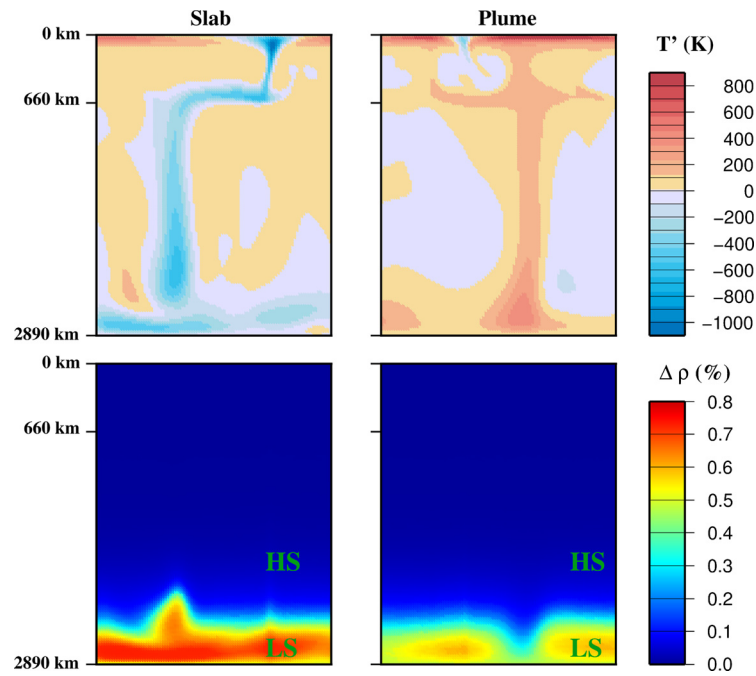 Slab
Plume
T' (K)
0 km
660 km
2890 km
800
600
400
200
0
−200
−400
−600
−800
−1000
0 km
660 km
2890 km
HS
LS
HS
LS
Δ ρ (%)
0.8
0.7
0.6
0.5
0.4
0.3
0.2
0.1
0.0